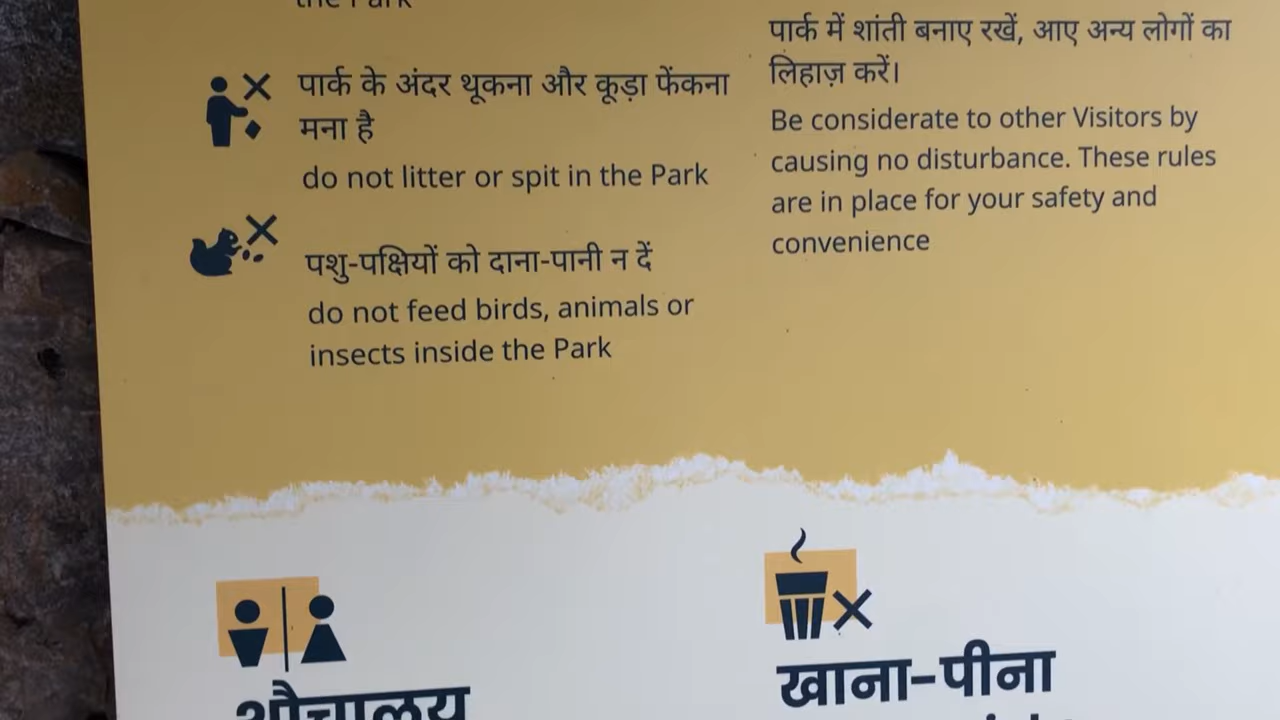 the Park
पार्क के अंदर थूकना और कूड़ा फेंकना
मना है
do not litter or spit in the Park
पशु-पक्षियों को दाना-पानी न दें
do not feed birds, animals or
insects inside the Park
पार्क में शांती बनाए रखें, आए अन्य लोगों का
लिहाज़ करें।
Be considerate to other Visitors by
causing no disturbance. These rules
are in place for your safety and
convenience
शौचालय
खाना-पीना